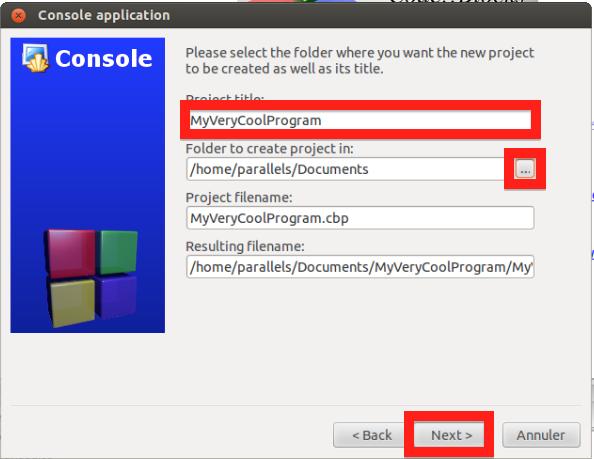 Console application
Console
Please select the folder where you want the new project
to be created as well as its title.
Project title:
MyVeryCoolProgram
Folder to create project in:
/home/parallels/Documents
...
Project filename:
MyVeryCoolProgram.cbp
Resulting filename:
/home/parallels/Documents/MyVeryCoolProgram/My
< Back
Next >
Annuler